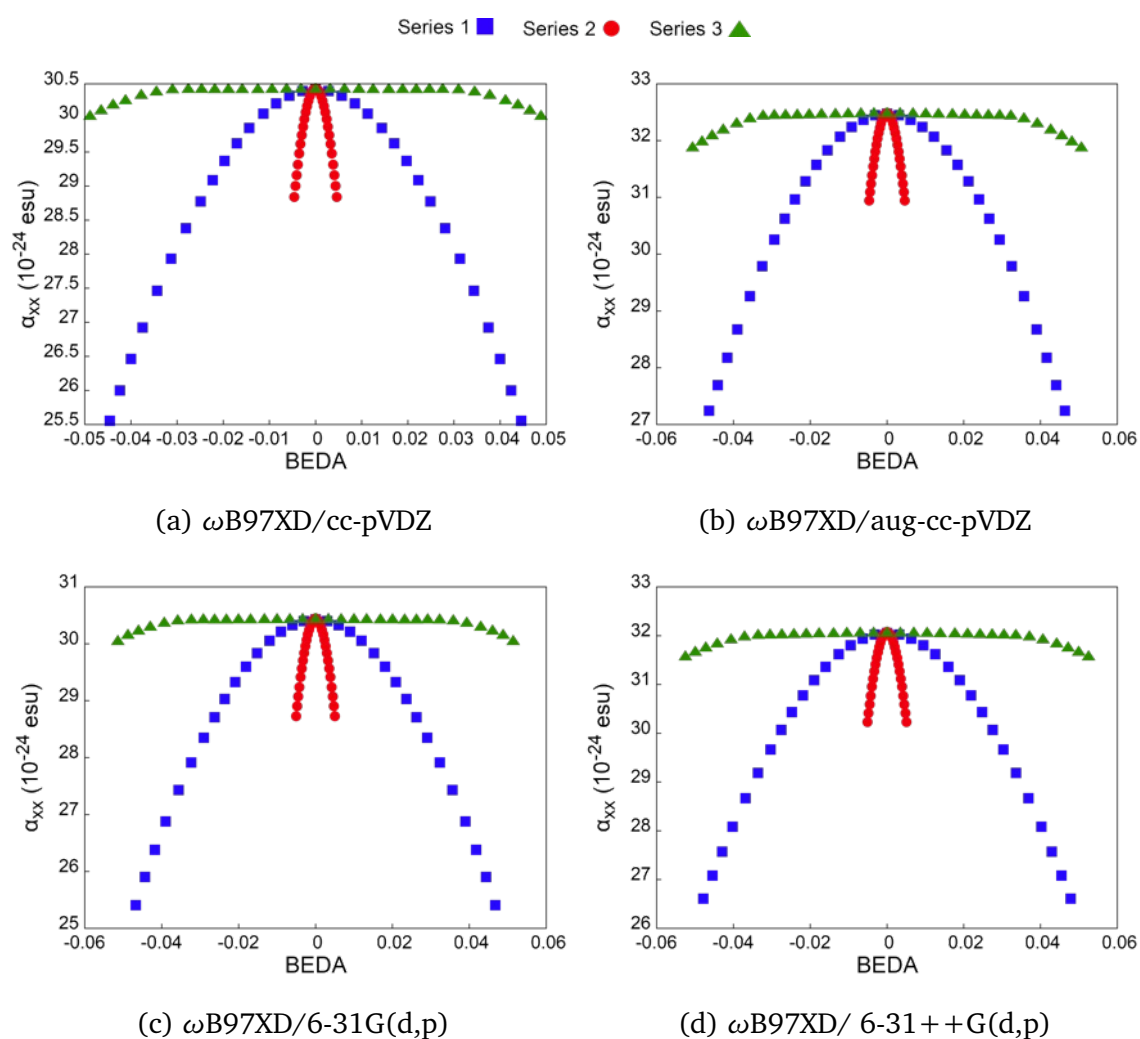 Series 1 Series 2 Series 3
30.5
30
29.5
29
28.5
28
27.5
27
26.5
26
25.5
αxx (10-24 esu)
-0.05 -0.04 -0.03 -0.02 -0.01 0 0.01 0.02 0.03 0.04 0.05
BEDA
(a) ωB97XD/cc-pVDZ
33
32
31
30
29
28
27
αxx (10-24 esu)
-0.06 -0.04 -0.02 0 0.02 0.04 0.06
BEDA
(b) ωB97XD/aug-cc-pVDZ
31
30
29
28
27
26
25
αxx (10-24 esu)
-0.06 -0.04 -0.02 0 0.02 0.04 0.06
BEDA
(c) ωB97XD/6-31G(d,p)
33
32
31
30
29
28
27
26
αxx (10-24 esu)
-0.06 -0.04 -0.02 0 0.02 0.04 0.06
BEDA
(d) ωB97XD/ 6-31++G(d,p)